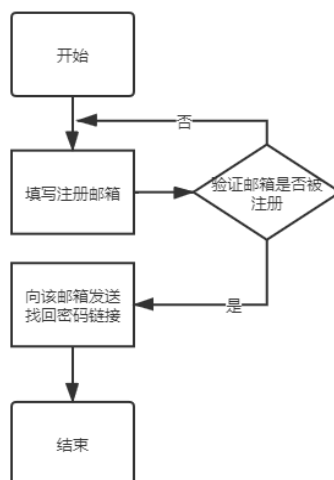 开始
否
填写注册邮箱
验证邮箱是否被
注册
向该邮箱发送
找回密码链接
是
结束